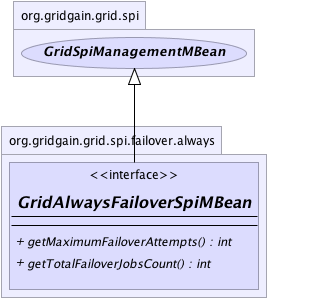 org.gridgain.grid.spi
GridSpiManagementMBean
org.gridgain.grid.spi.failover.always
<<interface>>
GridAlwaysFailoverSpiMBean
+ getMaximumFailoverAttempts() : int
+ getTotalFailoverJobsCount() : int